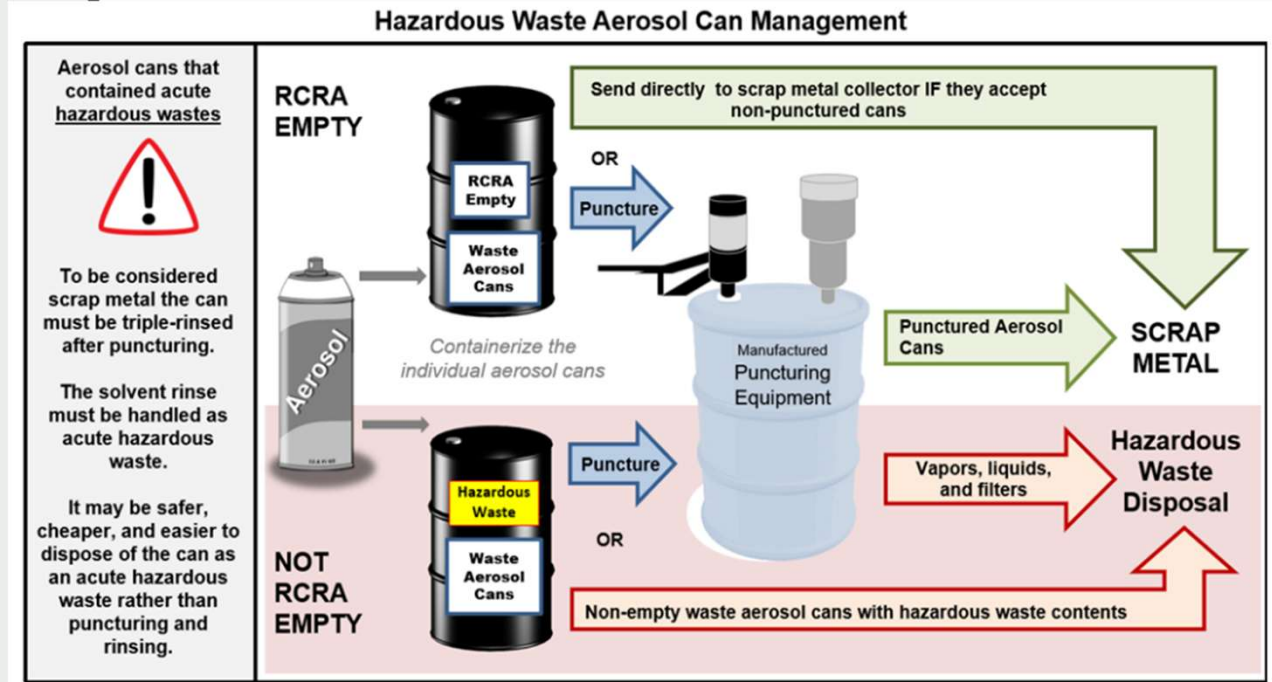 Hazardous Waste Aerosol Can Management
Aerosol cans that
contained acute
hazardous wastes
!
To be considered
scrap metal the can
must be triple-rinsed
after puncturing.
The solvent rinse
must be handled as
acute hazardous
waste.
It may be safer,
cheaper, and easier to
dispose of the can as
an acute hazardous
waste rather than
puncturing and
rinsing.
RCRA
EMPTY
RCRA
Empty
Waste
Aerosol
Cans
Send directly to scrap metal collector IF they accept
non-punctured cans
OR
Puncture
Aerosol
Containerize the
individual aerosol cans
Manufactured
Puncturing
Equipment
Punctured Aerosol
Cans
SCRAP
METAL
NOT
RCRA
EMPTY
Hazardous
Waste
Waste
Aerosol
Cans
Puncture
OR
Vapors, liquids,
and filters
Hazardous
Waste
Disposal
Non-empty waste aerosol cans with hazardous waste contents